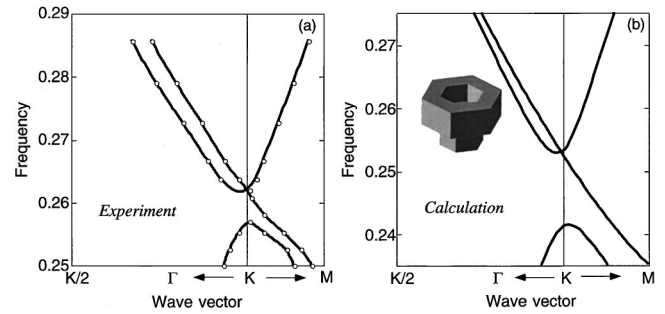 (a)
0.29
0.28
0.27
0.26
0.25
Frequency
Experiment
K/2 Γ K M
Wave vector
(b)
0.27
0.26
0.25
0.24
Frequency
Calculation
K/2 Γ K M
Wave vector